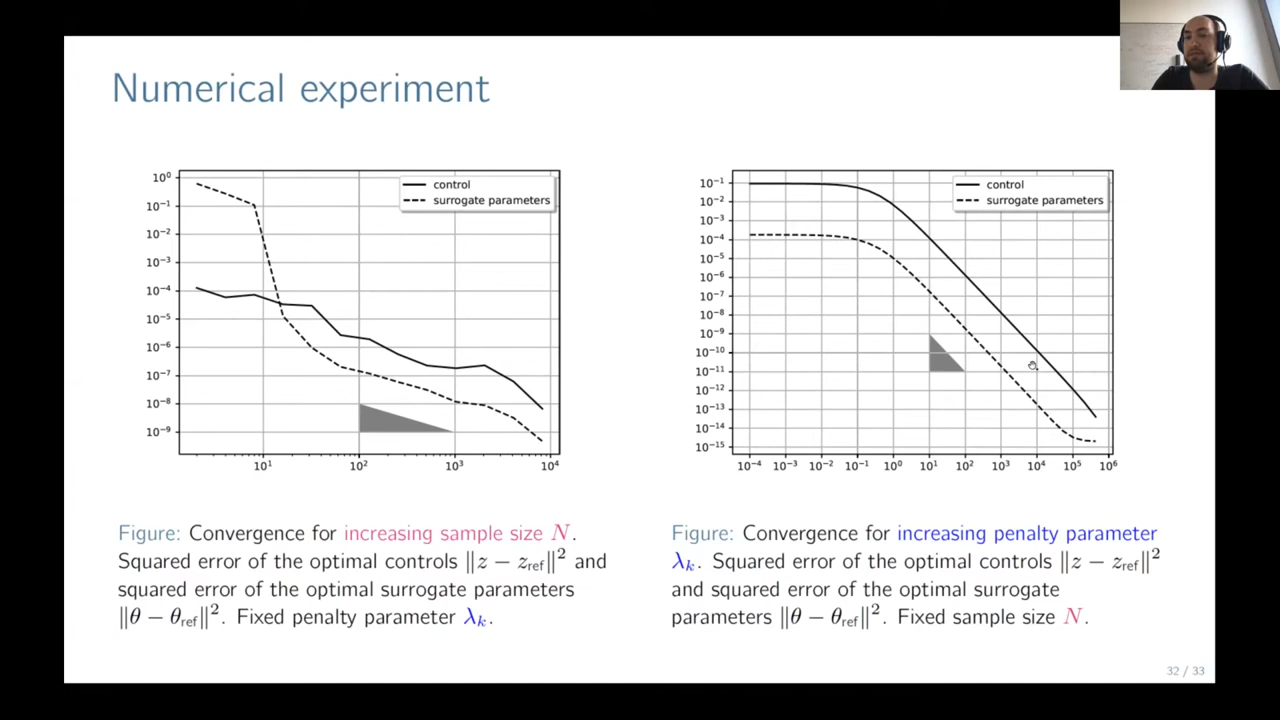 Numerical experiment
control
surrogate parameters
10⁰
10⁻¹
10⁻²
10⁻³
10⁻⁴
10⁻⁵
10⁻⁶
10⁻⁷
10⁻⁸
10⁻⁹
10¹ 10² 10³ 10⁴
control
surrogate parameters
10⁻¹
10⁻²
10⁻³
10⁻⁴
10⁻⁵
10⁻⁶
10⁻⁷
10⁻⁸
10⁻⁹
10⁻¹⁰
10⁻¹¹
10⁻¹²
10⁻¹³
10⁻¹⁴
10⁻¹⁵
10⁻⁴ 10⁻³ 10⁻² 10⁻¹ 10⁰ 10¹ 10² 10³ 10⁴ 10⁵ 10⁶
Figure: Convergence for increasing sample size N.
Squared error of the optimal controls ||z − z_ref||² and
squared error of the optimal surrogate parameters
||θ − θ_ref||². Fixed penalty parameter λ_k.
Figure: Convergence for increasing penalty parameter
λ_k. Squared error of the optimal controls ||z − z_ref||²
and squared error of the optimal surrogate
parameters ||θ − θ_ref||². Fixed sample size N.
32 / 33